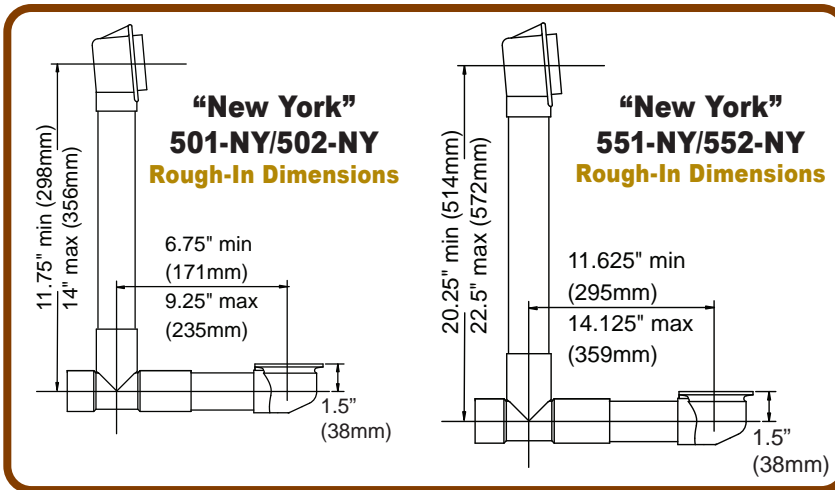 “New York”
501-NY/502-NY
Rough-In Dimensions
11.75" min (298mm)
14" max (356mm)
6.75" min
(171mm)
9.25" max
(235mm)
1.5”
(38mm)
“New York”
551-NY/552-NY
Rough-In Dimensions
20.25" min (514mm)
22.5" max (572mm)
11.625" min
(295mm)
14.125" max
(359mm)
1.5”
(38mm)